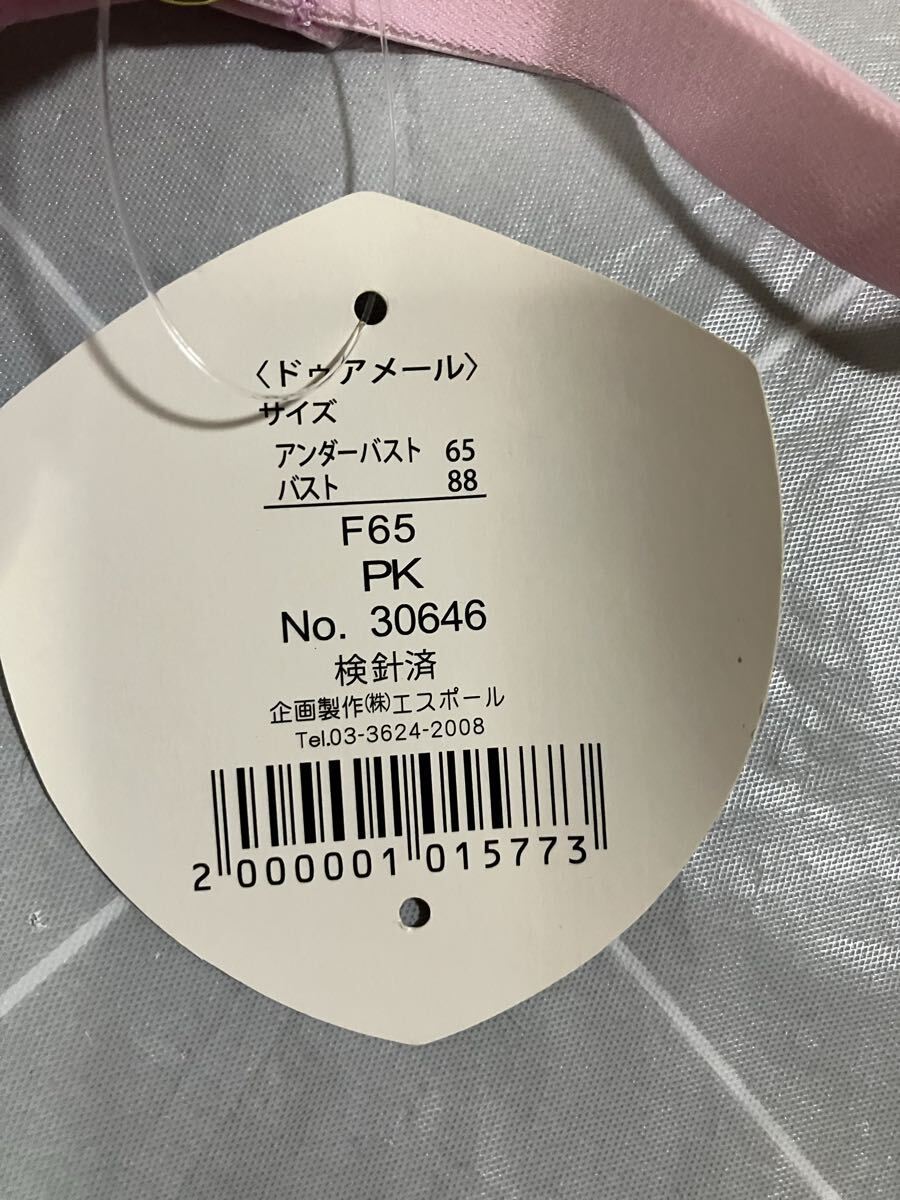 〈ドゥアメール〉
サイズ
アンダーバスト 65
バスト 88
F65
PK
No. 30646
検針済
企画製作㈱エスポール
Tel.03-3624-2008
2 000001 015773